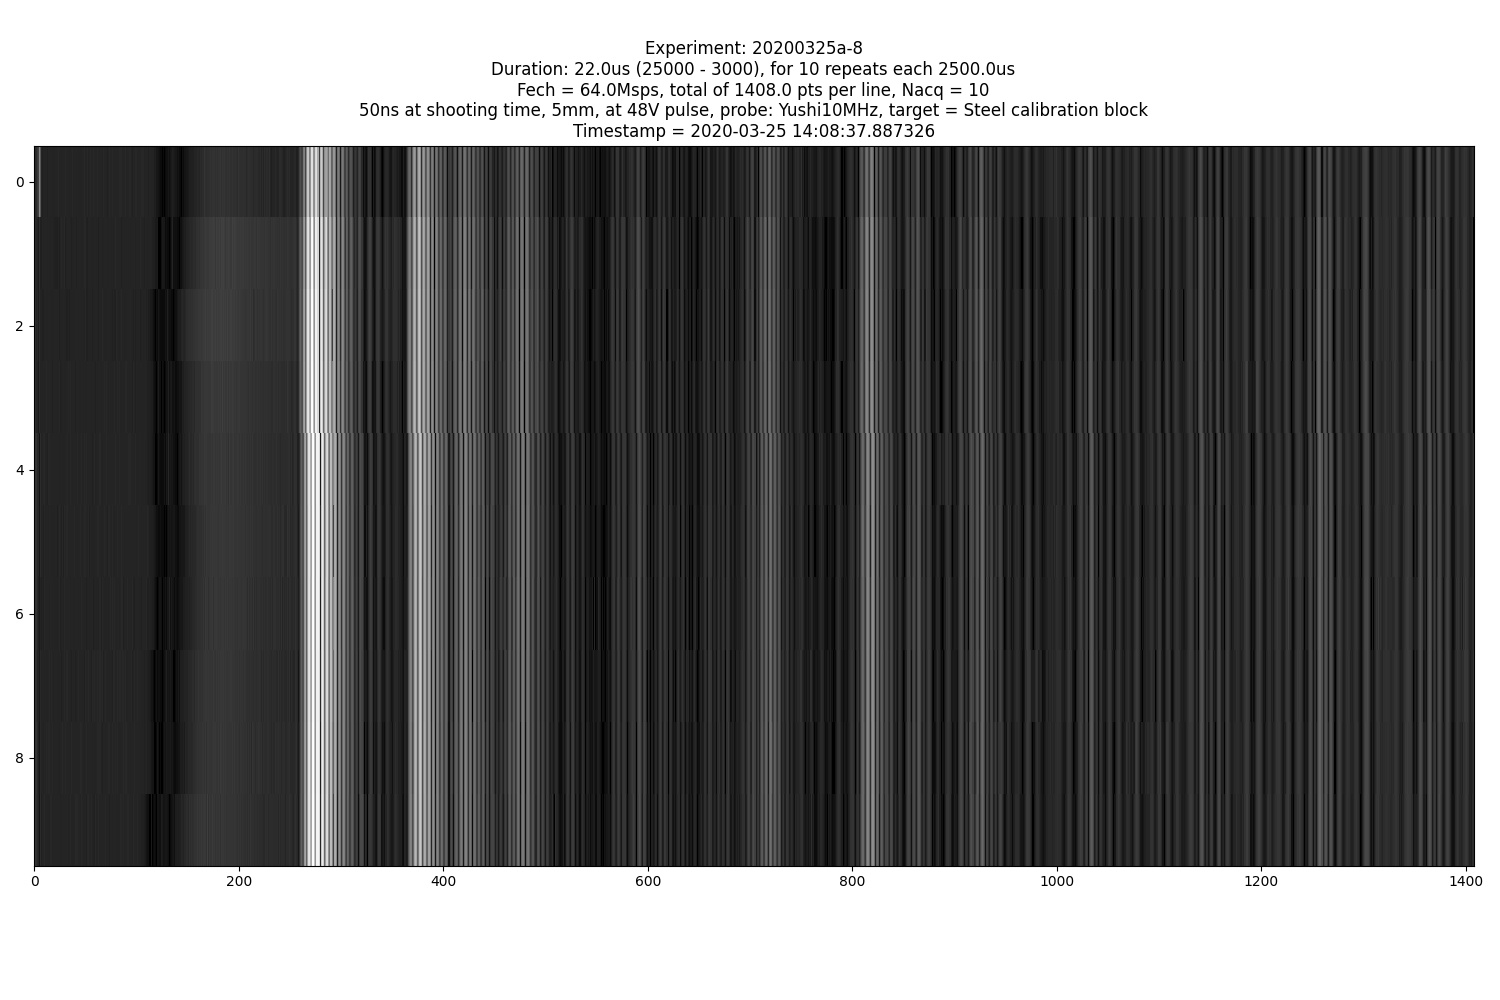 Experiment: 20200325a-8
Duration: 22.0us (25000 - 3000), for 10 repeats each 2500.0us
Fech = 64.0Msps, total of 1408.0 pts per line, Nacq = 10
50ns at shooting time, 5mm, at 48V pulse, probe: Yushi10MHz, target = Steel calibration block
Timestamp = 2020-03-25 14:08:37.887326
0
2
4
6
8
0 200 400 600 800 1000 1200 1400